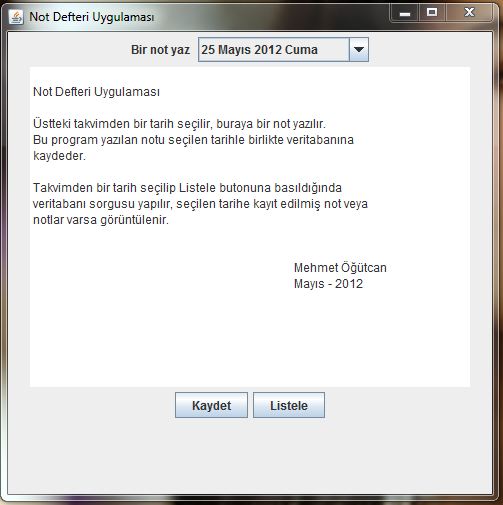 Not Defteri Uygulaması
Bir not yaz 25 Mayıs 2012 Cuma
Not Defteri Uygulaması
Üstteki takvimden bir tarih seçilir, buraya bir not yazılır.
Bu program yazılan notu seçilen tarihle birlikte veritabanına
kaydeder.
Takvimden bir tarih seçilip Listele butonuna basıldığında
veritabanı sorgusu yapılır, seçilen tarihe kayıt edilmiş not veya
notlar varsa görüntülenir.
Mehmet Öğütcan
Mayıs - 2012
Kaydet Listele